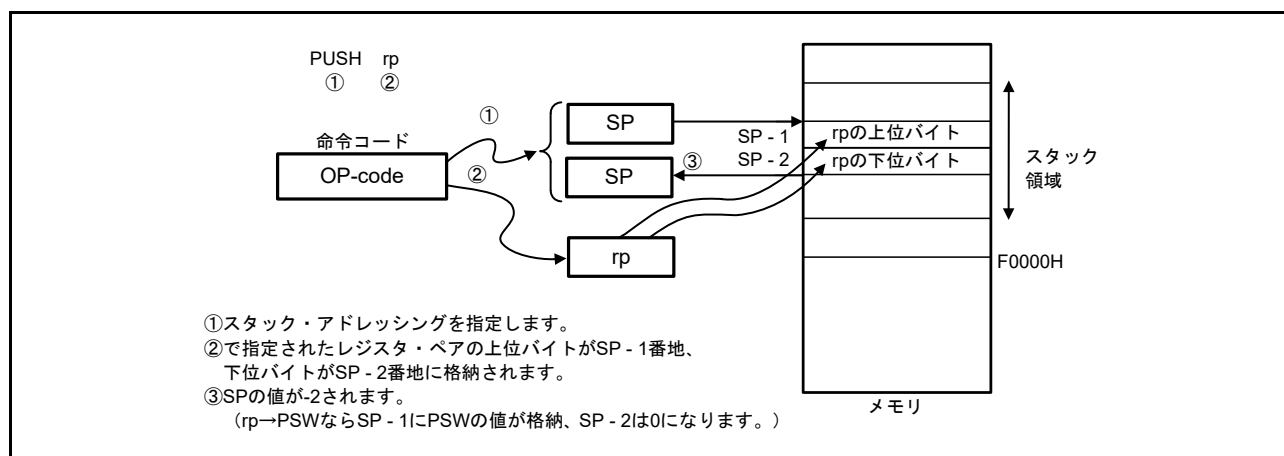 PUSH rp
① ②
命令コード
OP-code
①
②
SP
SP
③
rp
SP - 1
SP - 2
rpの上位バイト
rpの下位バイト
スタック
領域
F0000H
メモリ
①スタック・アドレッシングを指定します。
②で指定されたレジスタ・ペアの上位バイトがSP - 1番地、
下位バイトがSP - 2番地に格納されます。
③SPの値が-2されます。
（rp→PSWならSP - 1にPSWの値が格納、SP - 2は0になります。）